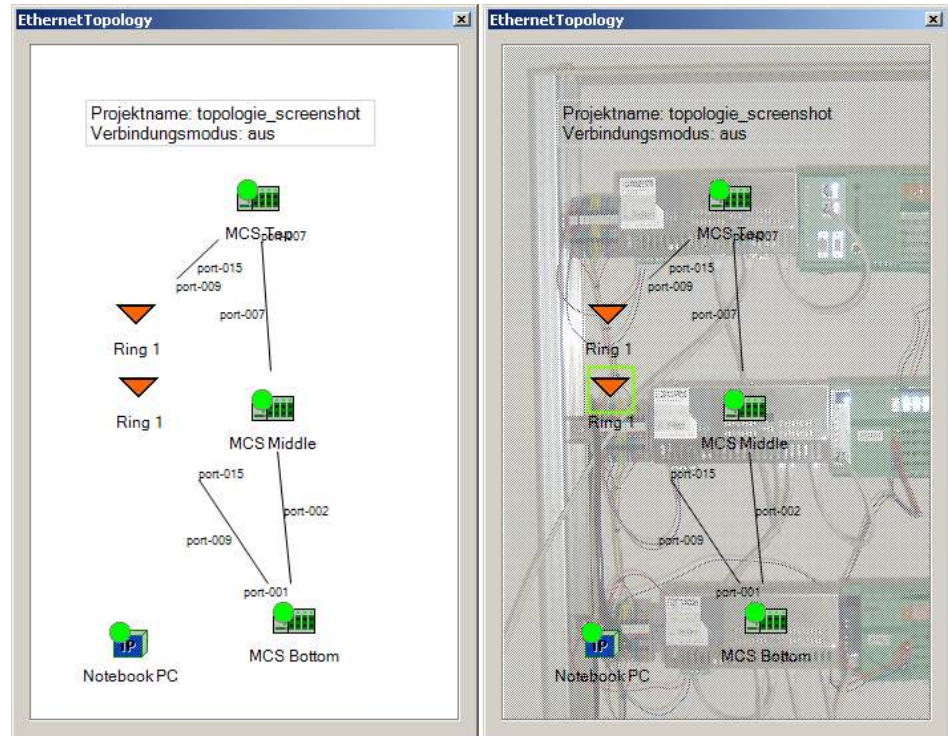 EthernetTopology
Projektname: topologie_screenshot
Verbindungsmodus: aus
MCS Top
port-007
port-015
port-009
port-007
Ring 1
Ring 1
MCS Middle
port-015
port-002
port-009
port-001
IP
MCS Bottom
Notebook PC
EthernetTopology
Projektname: topologie_screenshot
Verbindungsmodus: aus
MCS Top
port-007
port-015
port-009
port-007
Ring 1
Ring 1
MCS Middle
port-015
port-002
port-009
port-001
IP
MCS Bottom
Notebook PC